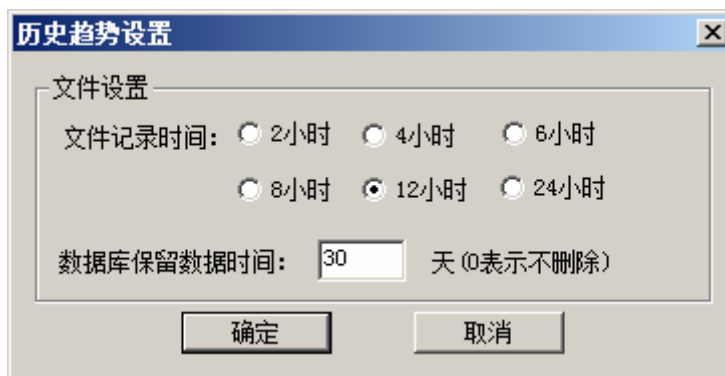 历史趋势设置
文件设置
文件记录时间： 2小时 4小时 6小时
8小时 12小时 24小时
数据库保留数据时间： 30 天(0表示不删除)
确定 取消